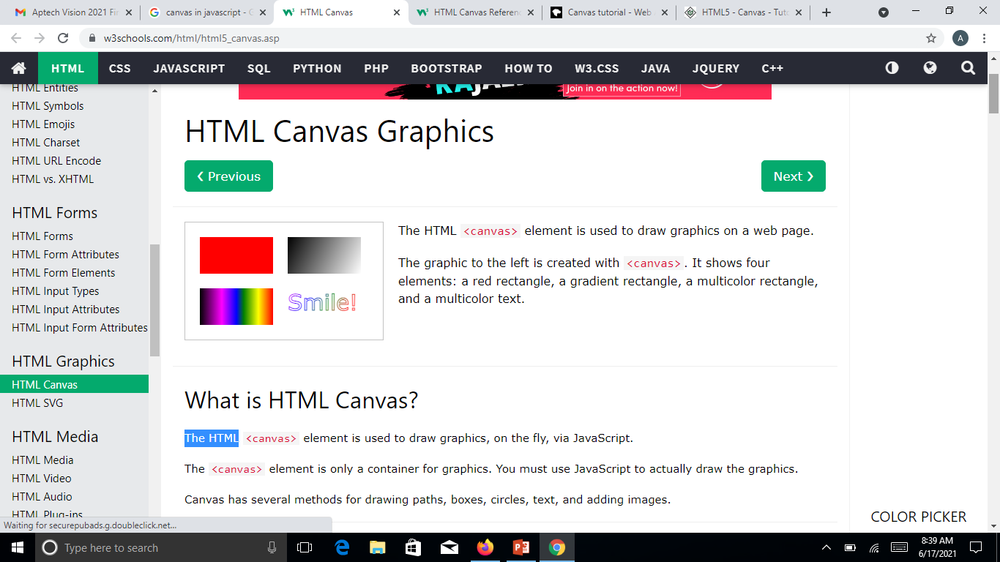 Aptech Vision 2021 Fi
canvas in javascript - G
HTML Canvas
HTML Canvas Referen
Canvas tutorial - Web
HTML5 - Canvas - Tuto
w3schools.com/html/html5_canvas.asp
A
HTML CSS JAVASCRIPT SQL PYTHON PHP BOOTSTRAP HOW TO W3.CSS JAVA JQUERY C++
HTML Entities
HTML Symbols
HTML Emojis
HTML Charset
HTML URL Encode
HTML vs. XHTML
HTML Forms
HTML Forms
HTML Form Attributes
HTML Form Elements
HTML Input Types
HTML Input Attributes
HTML Input Form Attributes
HTML Graphics
HTML Canvas
HTML SVG
HTML Media
HTML Media
HTML Video
HTML Audio
HTML Plug-ins
Join in on the action now!
HTML Canvas Graphics
❮ Previous
Next ❯
Smile!
The HTML <canvas> element is used to draw graphics on a web page.
The graphic to the left is created with <canvas>. It shows four
elements: a red rectangle, a gradient rectangle, a multicolor rectangle,
and a multicolor text.
What is HTML Canvas?
The HTML <canvas> element is used to draw graphics, on the fly, via JavaScript.
The <canvas> element is only a container for graphics. You must use JavaScript to actually draw the graphics.
Canvas has several methods for drawing paths, boxes, circles, text, and adding images.
COLOR PICKER
Waiting for securepubads.g.doubleclick.net...
Type here to search
8:39 AM
6/17/2021